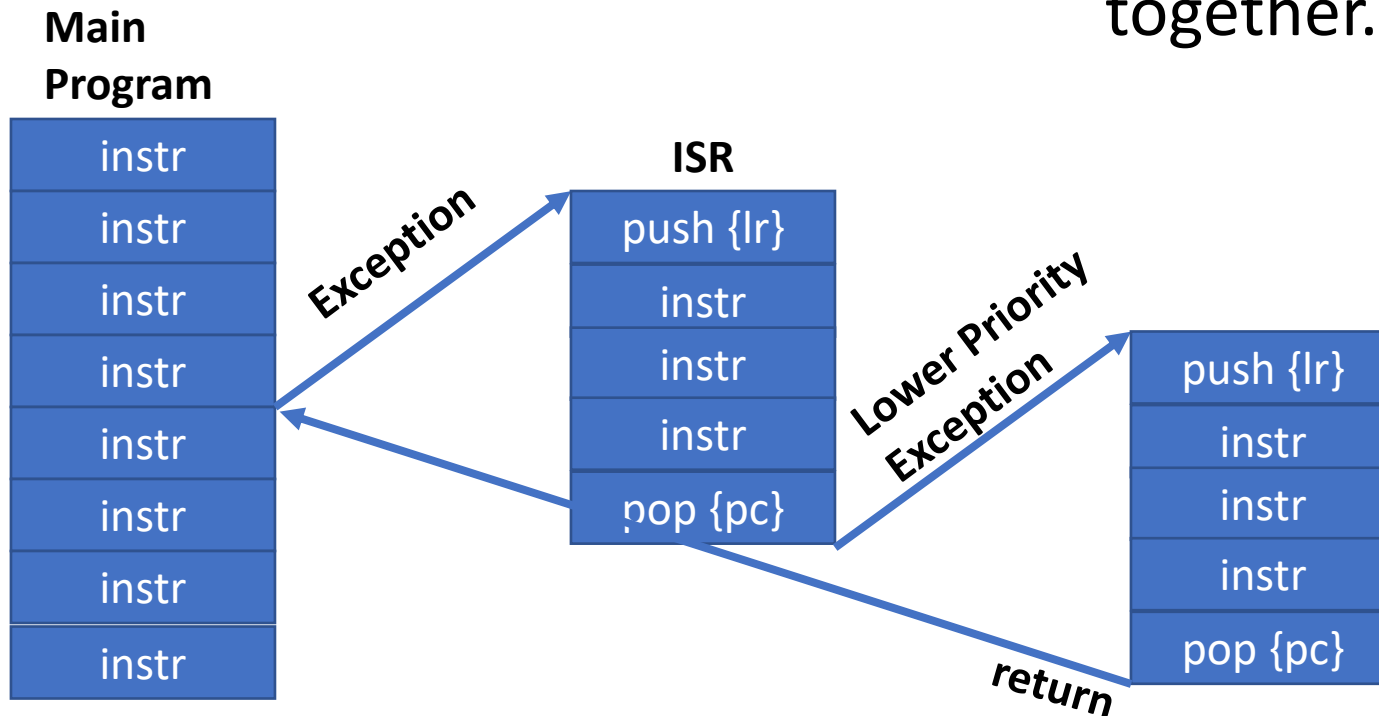 together.
Main
Program
instr
instr
instr
instr
instr
instr
instr
instr
Exception
ISR
push {lr}
instr
instr
instr
pop {pc}
Lower Priority
Exception
push {lr}
instr
instr
instr
pop {pc}
return